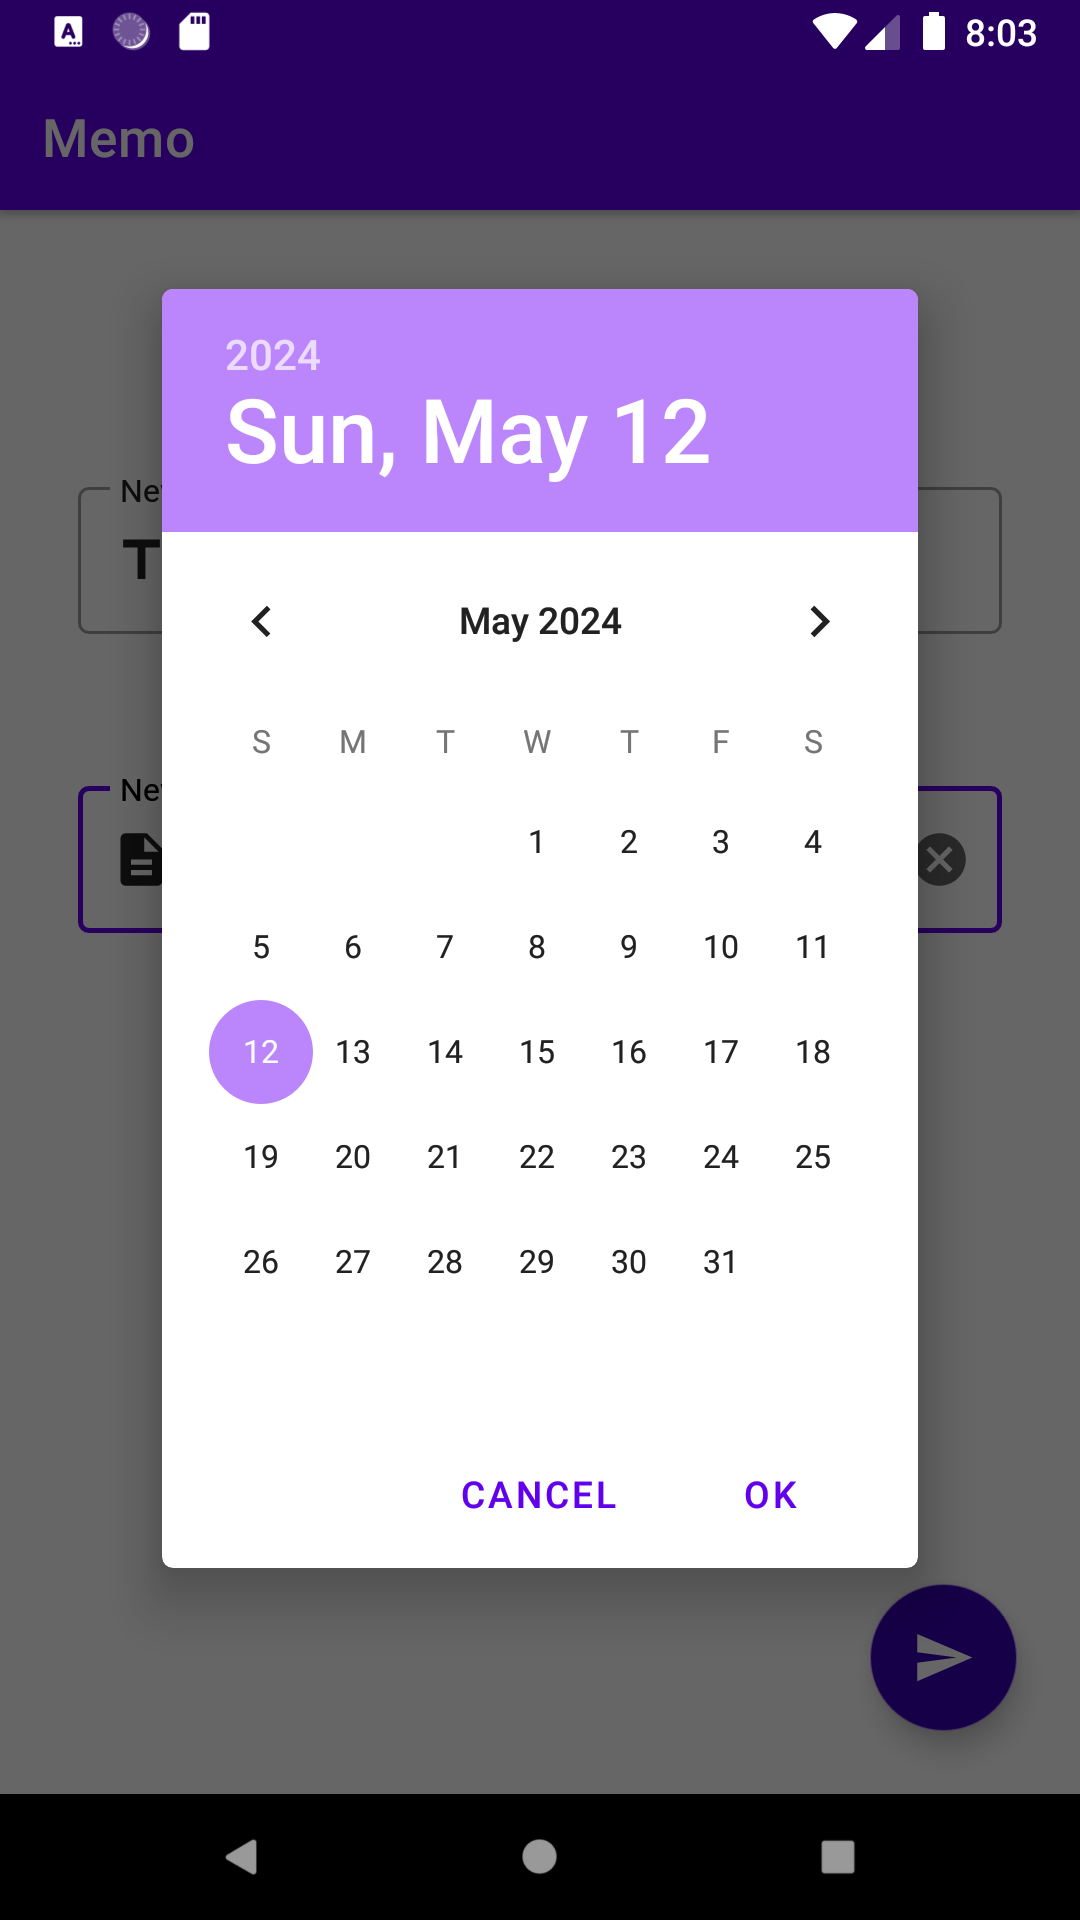 8:03
Memo
2024
Sun, May 12
May 2024
S M T W T F S
1 2 3 4
5 6 7 8 9 10 11
12 13 14 15 16 17 18
19 20 21 22 23 24 25
26 27 28 29 30 31
CANCEL OK